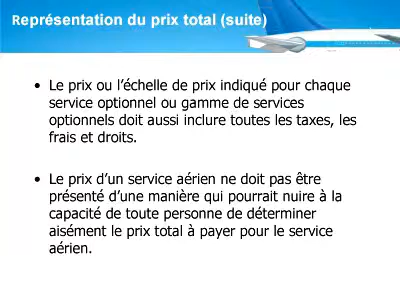 Représentation du prix total (suite)
• Le prix ou l’échelle de prix indiqué pour chaque
service optionnel ou gamme de services
optionnels doit aussi inclure toutes les taxes, les
frais et droits.
• Le prix d’un service aérien ne doit pas être
présenté d’une manière qui pourrait nuire à la
capacité de toute personne de déterminer
aisément le prix total à payer pour le service
aérien.